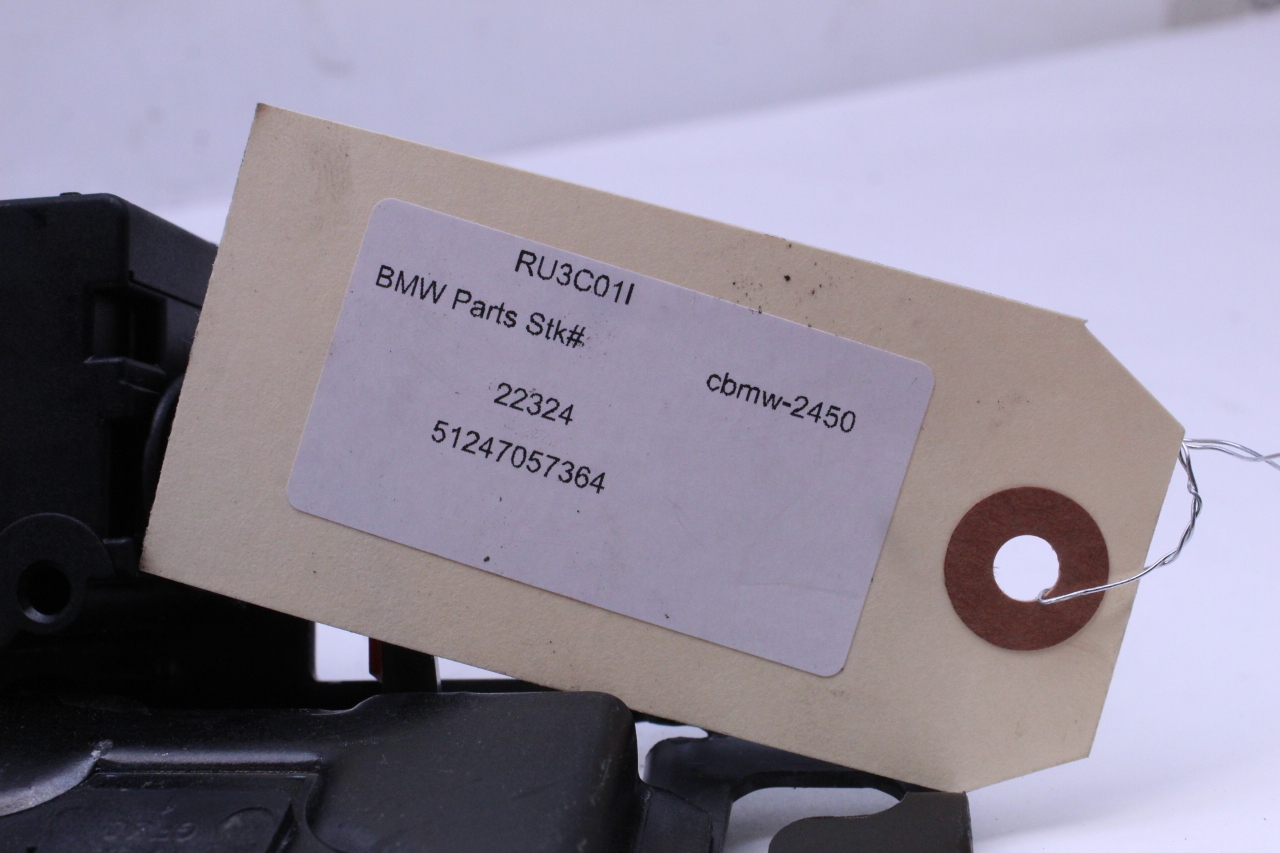 RU3C01I
BMW Parts Stk#
cbmw-2450
22324
51247057364